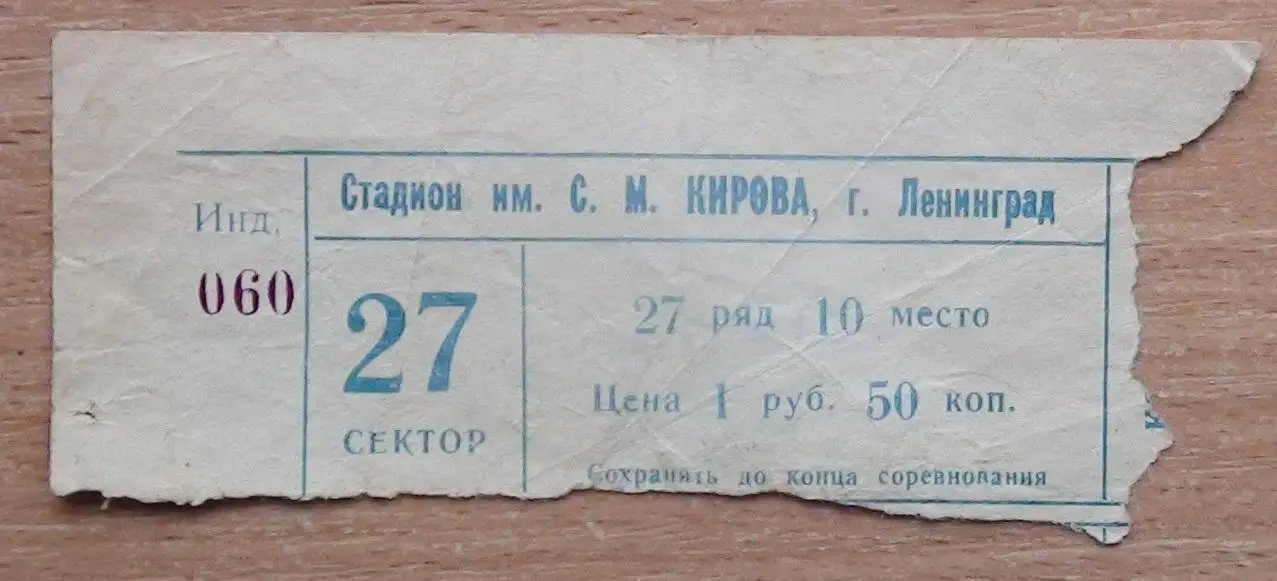 Стадион им. С. М. КИРОВА, г. Ленинград
Инд.
060
27
СЕКТОР
27 ряд 10 место
Цена 1 руб. 50 коп.
Сохранять до конца соревнования